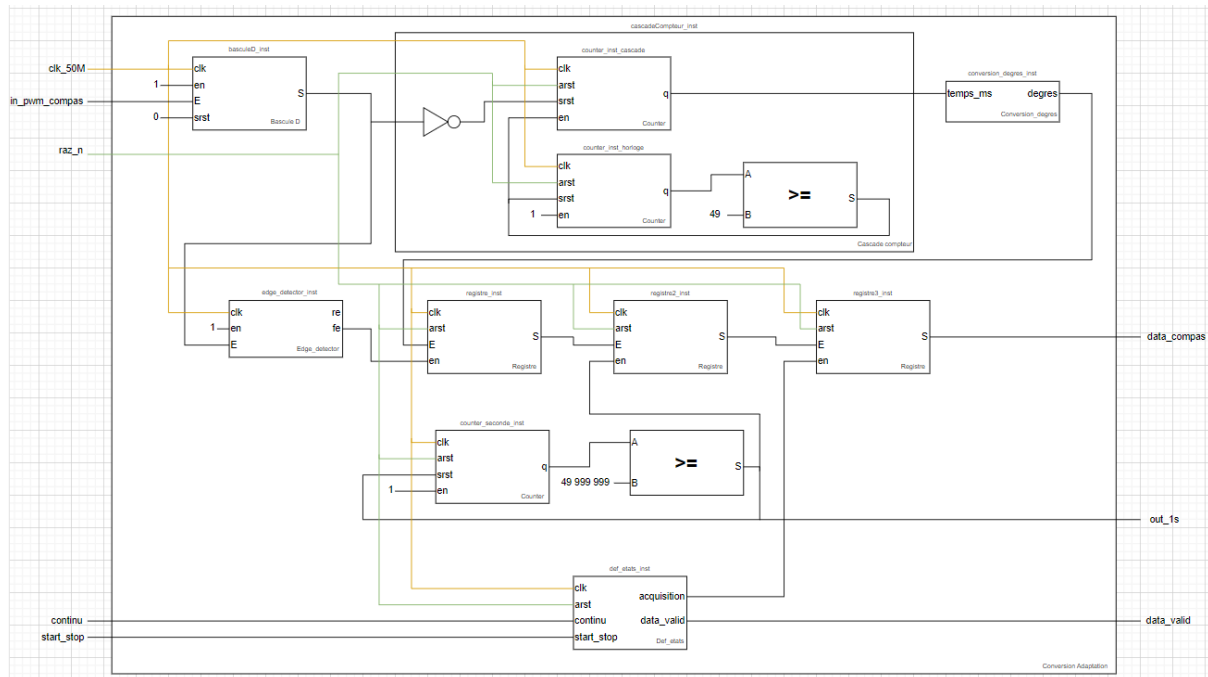 cascadeCompteur_inst
basculeD_inst
clk_50M
in_pwm_compas
raz_n
clk
1 en
E
0 srst
S
Bascule D
counter_inst_cascade
clk
arst
srst
en
q
Counter
counter_inst_horloge
clk
arst
srst
1 en
q
Counter
A
>=
S
49 B
Cascade compteur
conversion_degres_inst
temps_ms degres
Conversion_degres
edge_detector_inst
clk re
1 en fe
E
Edge_detector
registre_inst
clk
arst
E
en
S
Registre
registre2_inst
clk
arst
E
en
S
Registre
registre3_inst
clk
arst
E
en
S
Registre
data_compas
counter_seconde_inst
clk
arst
srst
1 en
q
Counter
A
>=
S
49 999 999 B
out_1s
def_etats_inst
clk
arst
continu
start_stop
acquisition
data_valid
Def_etats
continu
start_stop
data_valid
Conversion Adaptation